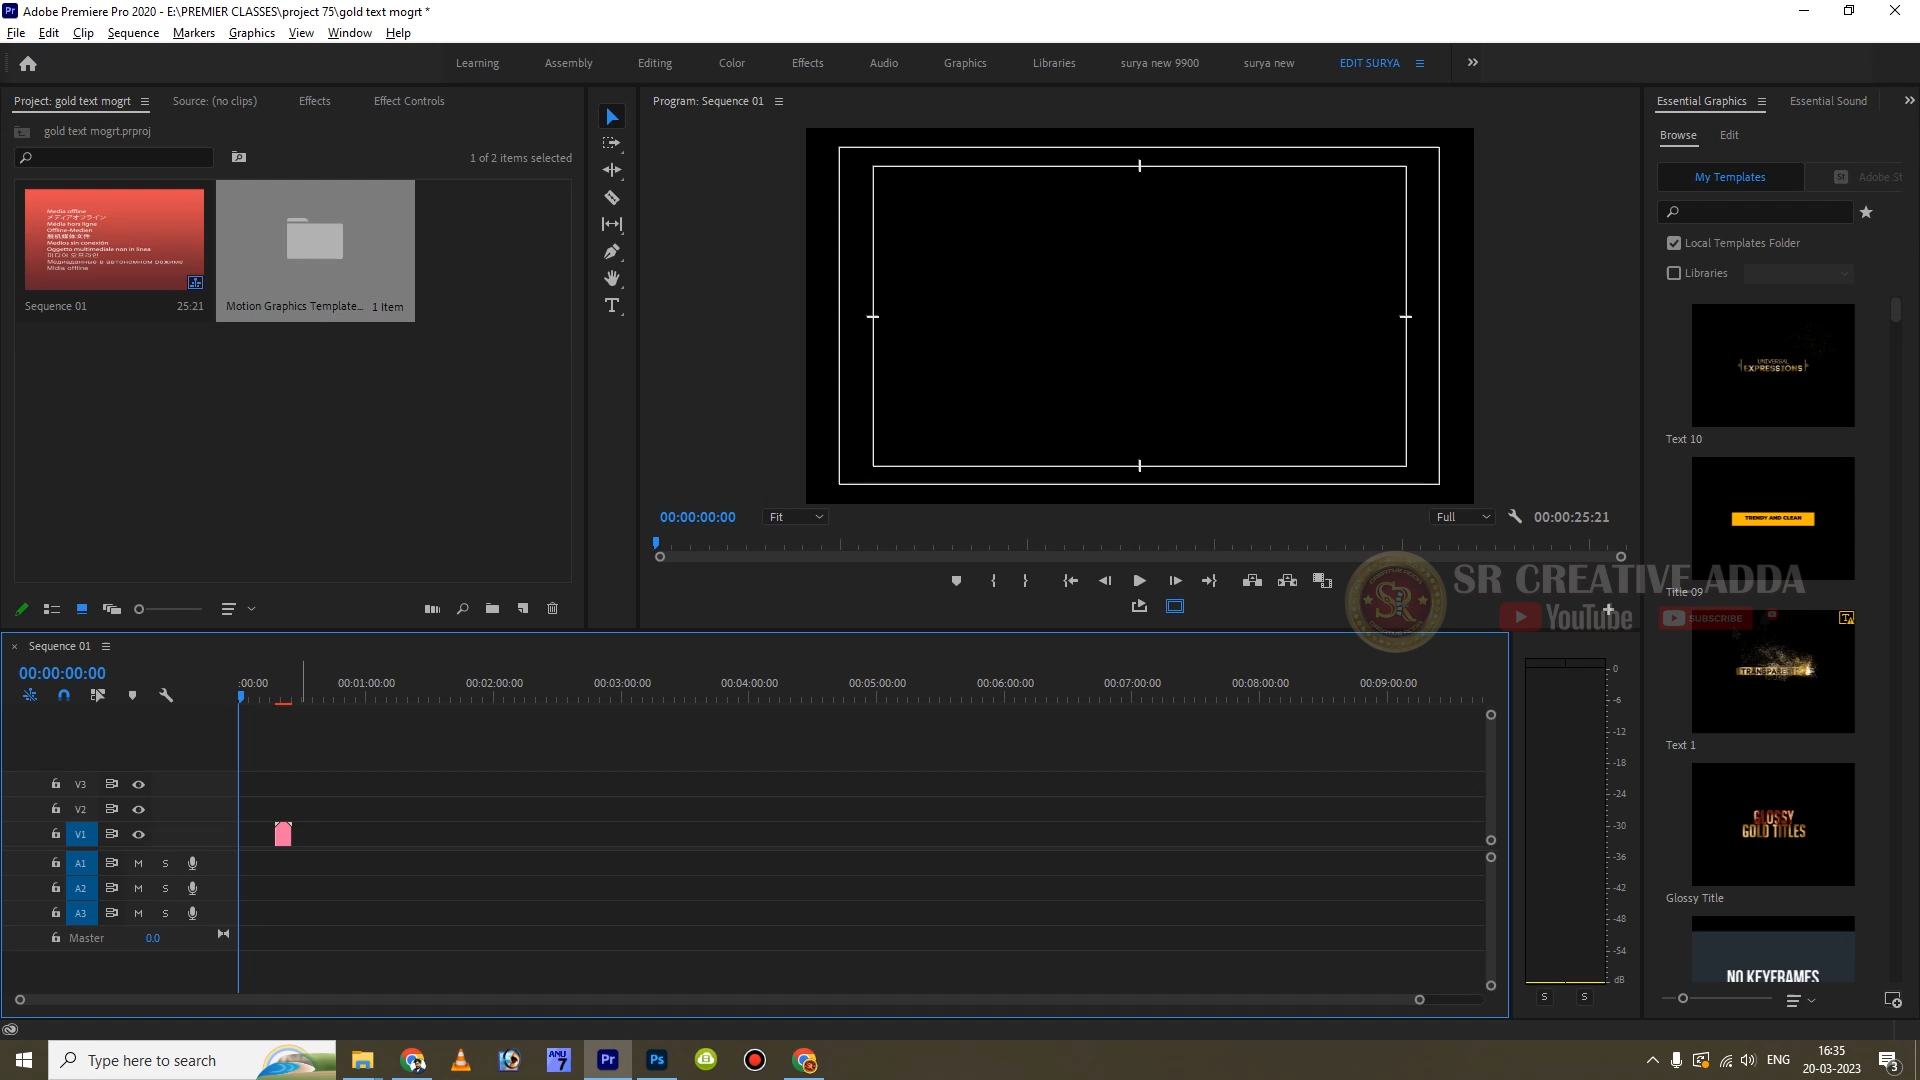 Adobe Premiere Pro 2020 - E:\PREMIER CLASSES\project 75\gold text mogrt *
File Edit Clip Sequence Markers Graphics View Window Help
Learning Assembly Editing Color Effects Audio Graphics Libraries surya new 9900 surya new EDIT SURYA
Project: gold text mogrt Source: (no clips) Effects Effect Controls
gold text mogrt.prproj
1 of 2 items selected
Media offline
メディアオフライン
Média hors ligne
Offline-Medien
脱机媒体文件
Medios sin conexión
Oggetto multimediale non in linea
미디어 오프라인
Медиаданные в автономном режиме
Mídia offline
Sequence 01 25:21
Motion Graphics Template... 1 Item
Program: Sequence 01
00:00:00:00 Fit Full 00:00:25:21
Essential Graphics Essential Sound
Browse Edit
My Templates St Adobe St
Local Templates Folder
Libraries
UNIVERSAL
EXPRESSIONS
Text 10
TRENDY AND CLEAN
Title 09
SR CREATIVE ADDA
SR
YouTube
SUBSCRIBE
Text 1
GLOSSY
GOLD TITLES
Glossy Title
NO KEYFRAMES
Sequence 01
00:00:00:00
:00:00 00:01:00:00 00:02:00:00 00:03:00:00 00:04:00:00 00:05:00:00 00:06:00:00 00:07:00:00 00:08:00:00 00:09:00:00
V3
V2
V1
A1 M S
A2 M S
A3 M S
Master 0.0
0
-6
-12
-18
-24
-30
-36
-42
-48
-54
dB
S S
Type here to search
ANU
7
Pr
Ps
ENG
16:35
20-03-2023
3